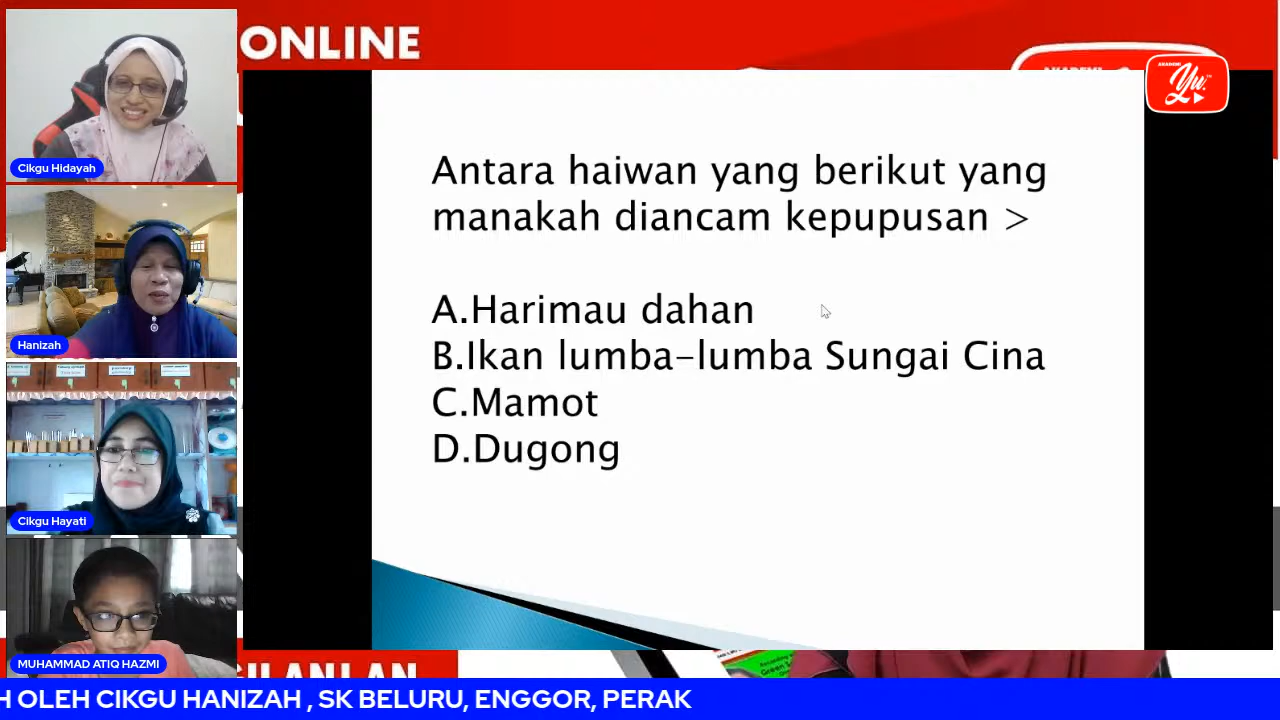 ONLINE
Cikgu Hidayah
Antara haiwan yang berikut yang
manakah diancam kepupusan >
A.Harimau dahan
B.Ikan lumba-lumba Sungai Cina
C.Mamot
D.Dugong
Hanizah
Cikgu Hayati
MUHAMMAD ATIQ HAZMI
H OLEH CIKGU HANIZAH , SK BELURU, ENGGOR, PERAK